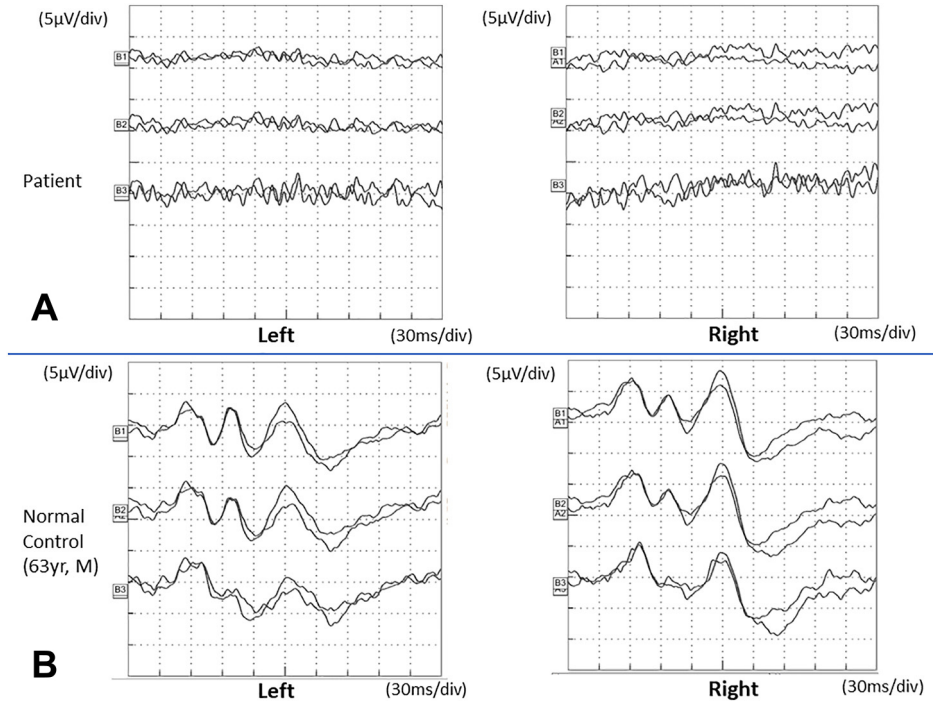 (5µV/div) (5µV/div)
B1 B1
A1
B2 B2
A2
Patient
B3 B3
A
Left (30ms/div) Right (30ms/div)
(5µV/div) (5µV/div)
B1 B1
A1
B2 B2
A2 A2
Normal
Control
(63yr, M)
B3 B3
A3
B
Left (30ms/div) Right (30ms/div)